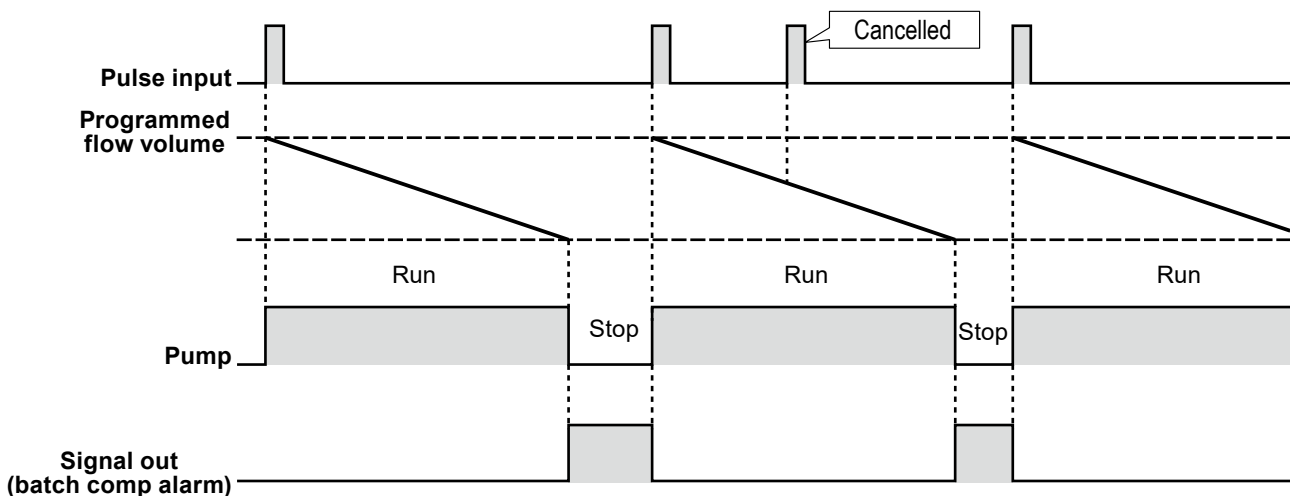 Cancelled
Pulse input
Programmed
flow volume
Run
Run
Run
Stop
Stop
Pump
Signal out
(batch comp alarm)